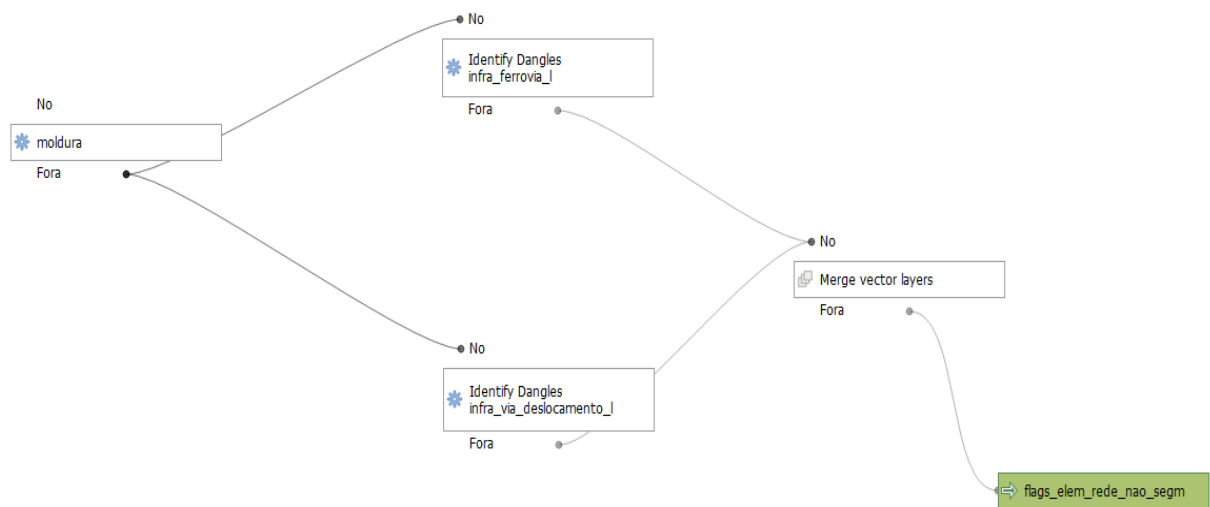 No
Identify Dangles
infra_ferrovia_l
Fora
No
moldura
Fora
No
Merge vector layers
Fora
No
Identify Dangles
infra_via_deslocamento_l
Fora
flags_elem_rede_nao_segm